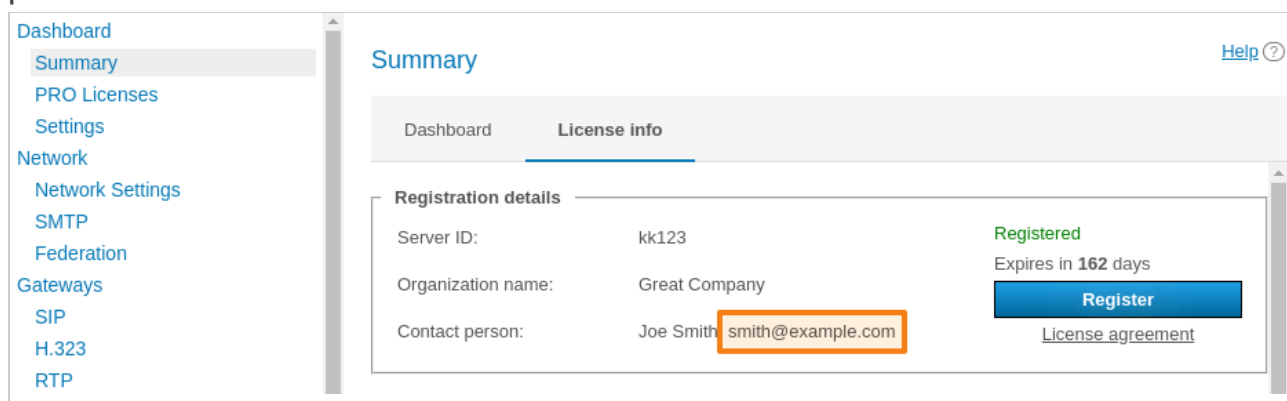 Dashboard
Summary
PRO Licenses
Settings
Network
Network Settings
SMTP
Federation
Gateways
SIP
H.323
RTP
Summary
Help ?
Dashboard License info
Registration details
Server ID: kk123
Organization name: Great Company
Contact person: Joe Smith smith@example.com
Registered
Expires in 162 days
Register
License agreement